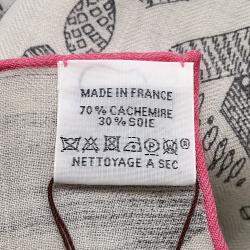 MADE IN FRANCE
70% CACHEMIRE
30% SOIE
NETTOYAGE A SEC